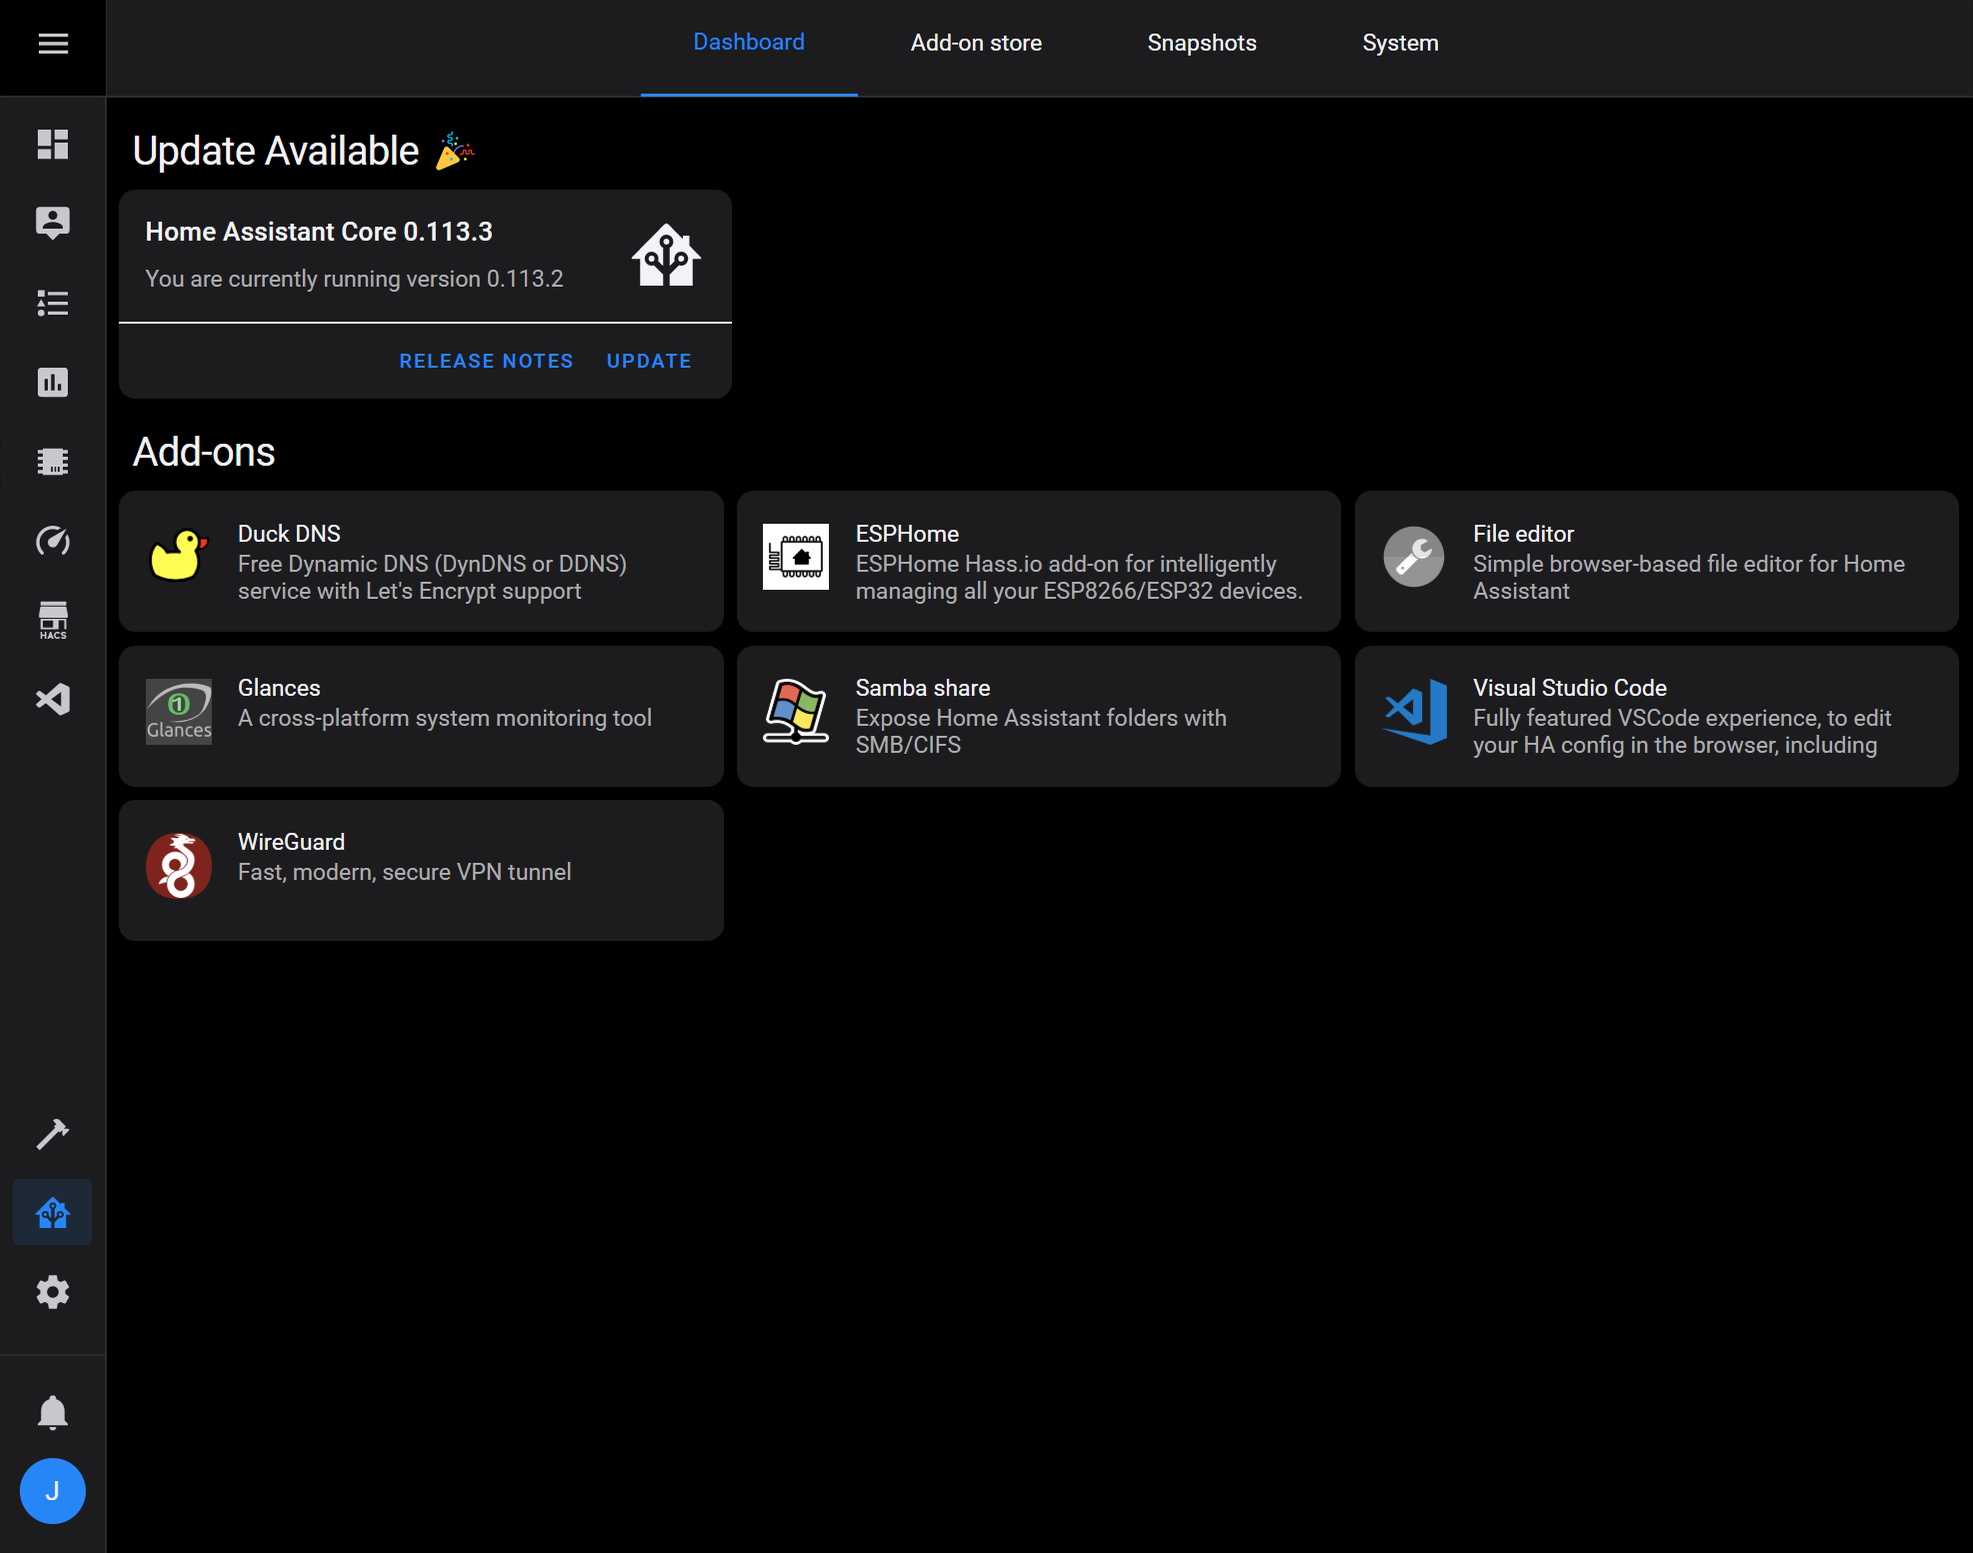 Dashboard
Add-on store
Snapshots
System
Update Available
Home Assistant Core 0.113.3
You are currently running version 0.113.2
RELEASE NOTES
UPDATE
Add-ons
Duck DNS
Free Dynamic DNS (DynDNS or DDNS)
service with Let's Encrypt support
ESPHome
ESPHome Hass.io add-on for intelligently
managing all your ESP8266/ESP32 devices.
File editor
Simple browser-based file editor for Home
Assistant
HACS
Glances
Glances
A cross-platform system monitoring tool
Samba share
Expose Home Assistant folders with
SMB/CIFS
Visual Studio Code
Fully featured VSCode experience, to edit
your HA config in the browser, including
WireGuard
Fast, modern, secure VPN tunnel
J